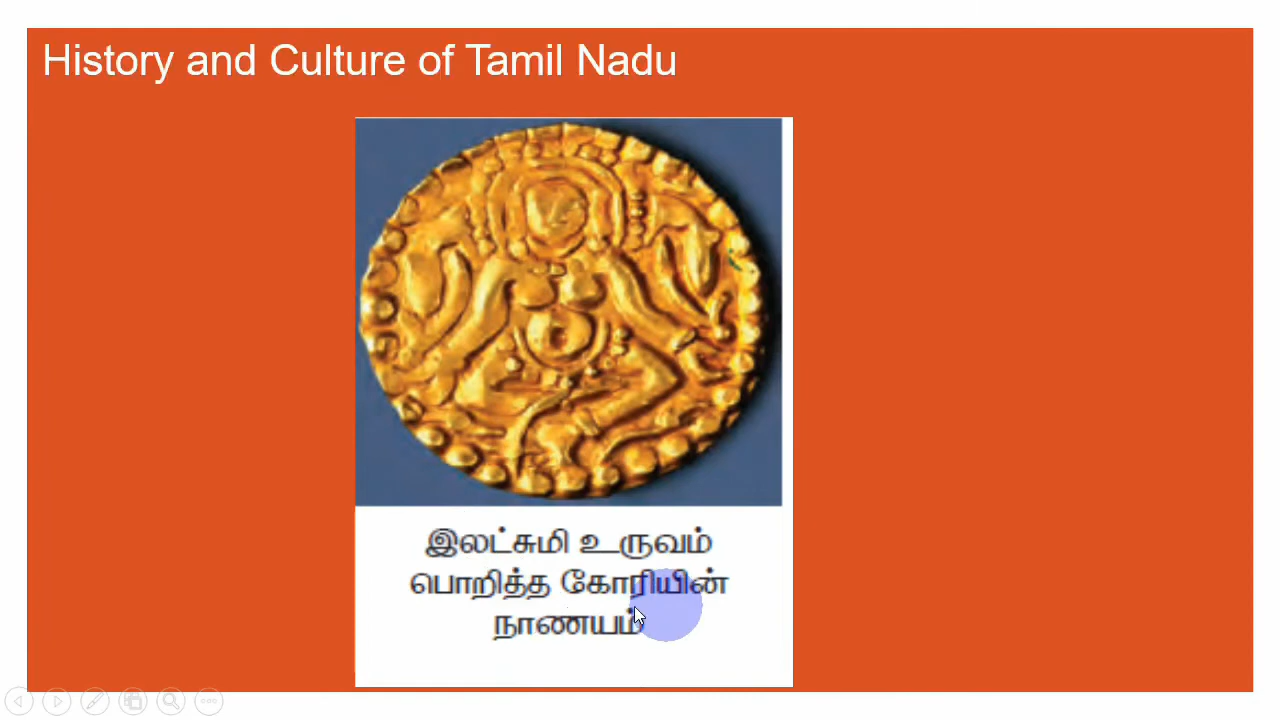 History and Culture of Tamil Nadu
இலட்சுமி உருவம்
பொறித்த கோரியின்
நாணயம்